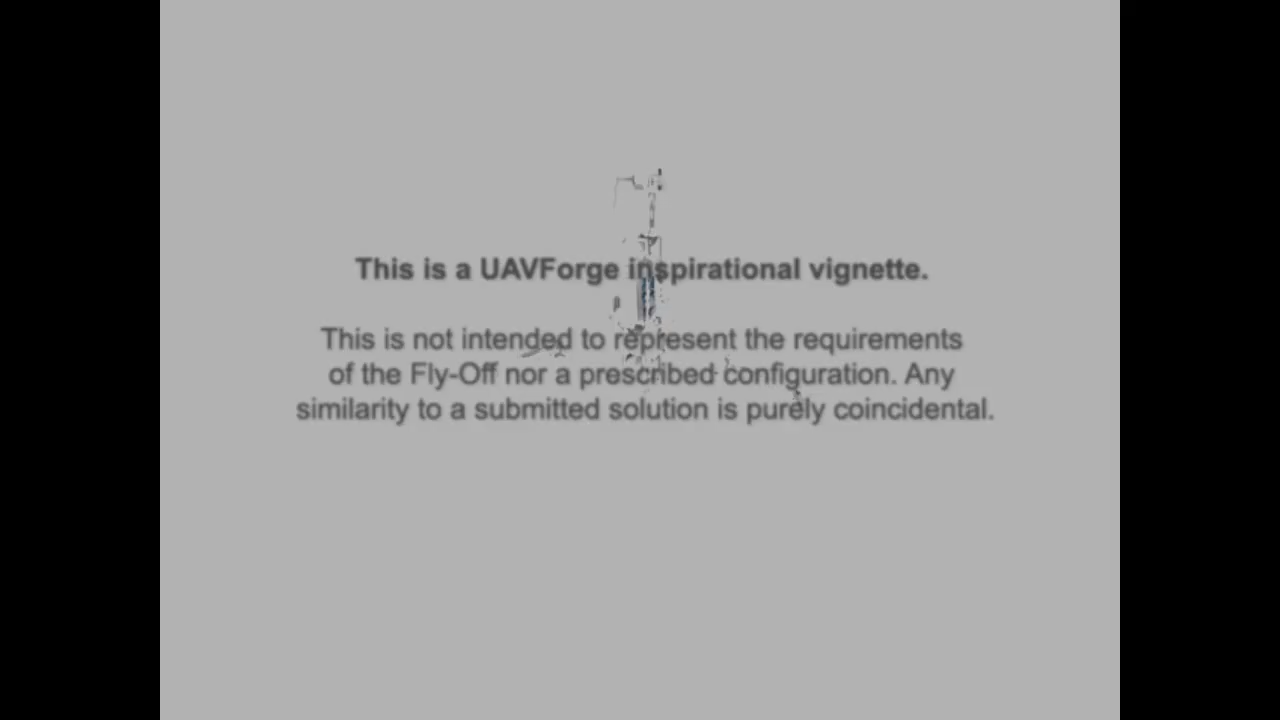 This is a UAVForge inspirational vignette.
This is not intended to represent the requirements
of the Fly-Off nor a prescribed configuration. Any
similarity to a submitted solution is purely coincidental.